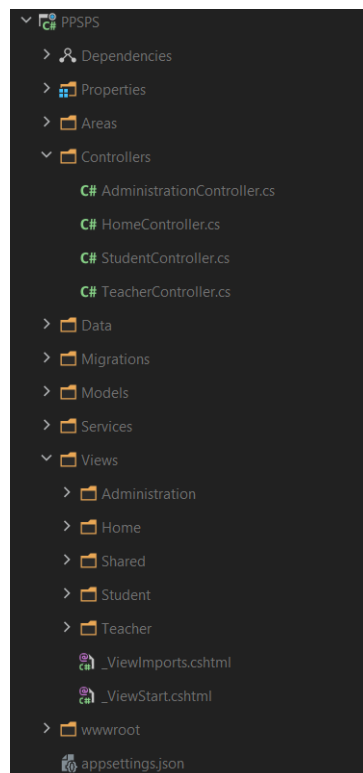 PPSPS
Dependencies
Properties
Areas
Controllers
C# AdministrationController.cs
C# HomeController.cs
C# StudentController.cs
C# TeacherController.cs
Data
Migrations
Models
Services
Views
Administration
Home
Shared
Student
Teacher
_ViewImports.cshtml
_ViewStart.cshtml
wwwroot
appsettings.json